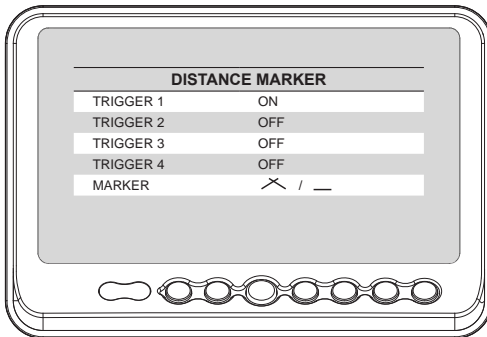 DISTANCE MARKER
TRIGGER 1 ON
TRIGGER 2 OFF
TRIGGER 3 OFF
TRIGGER 4 OFF
MARKER /